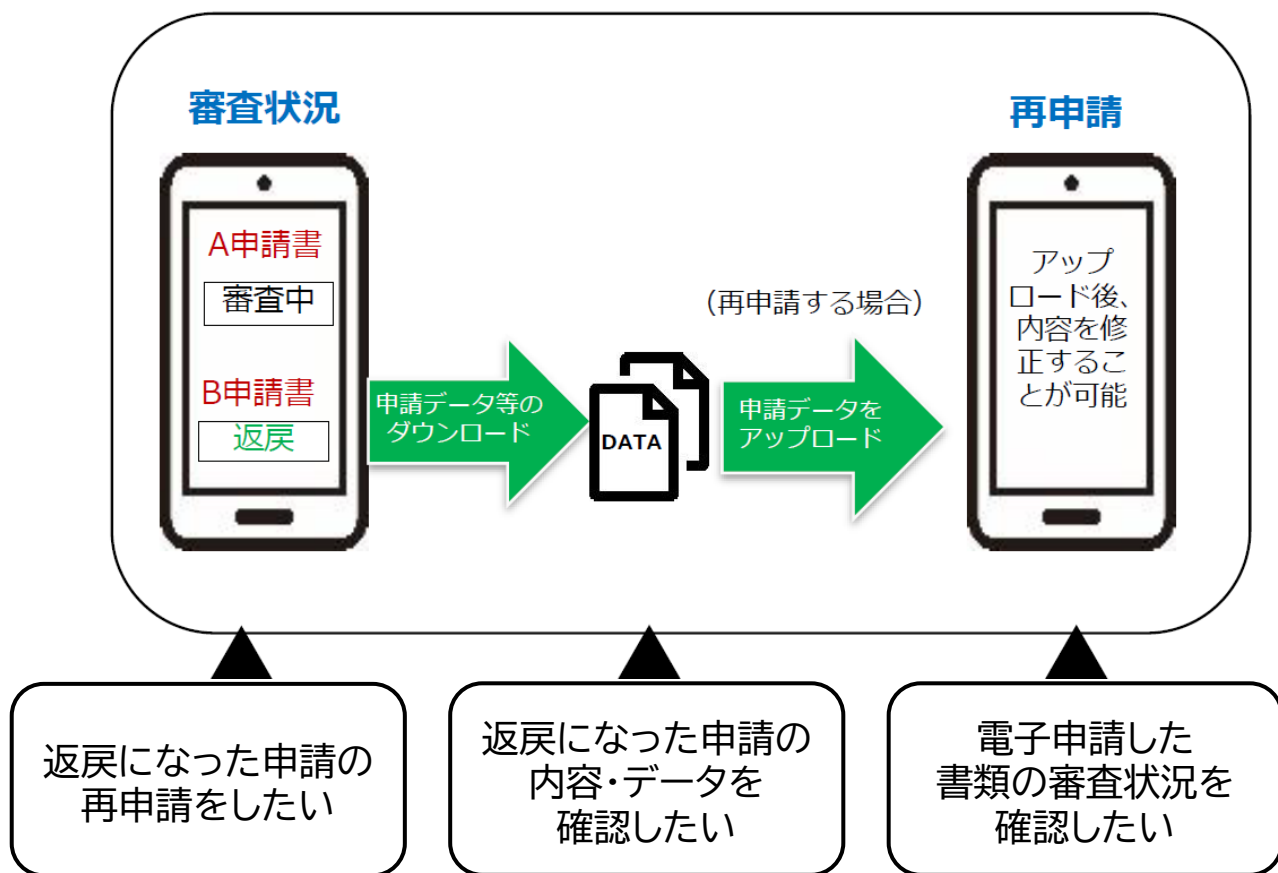 審査状況
A申請書
審査中
B申請書
返戻
申請データ等の
ダウンロード
DATA
(再申請する場合)
申請データを
アップロード
再申請
アップ
ロード後、
内容を修
正するこ
とが可能
返戻になった申請の
再申請をしたい
返戻になった申請の
内容・データを
確認したい
電子申請した
書類の審査状況を
確認したい